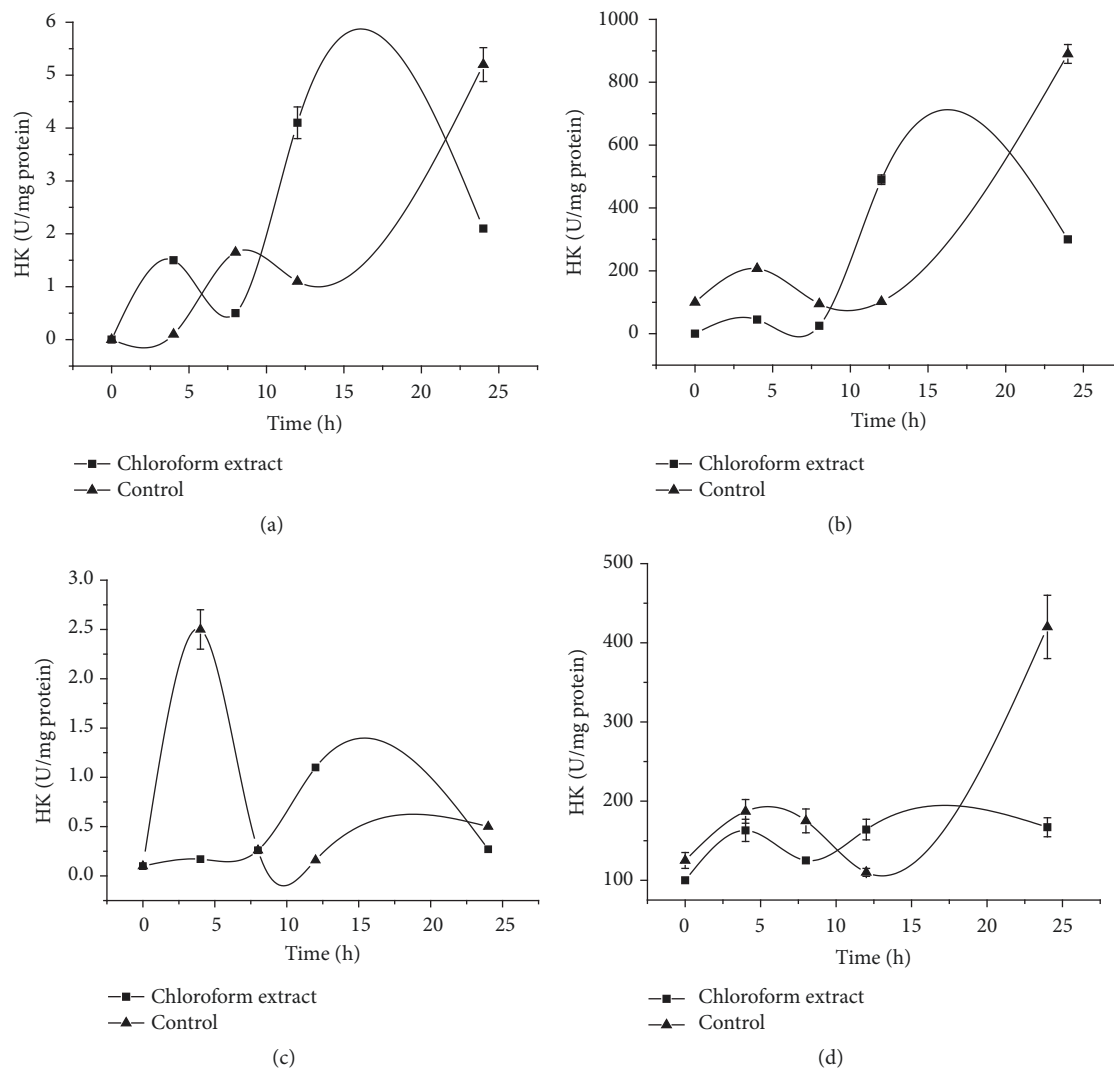 6
5
4
3
2
1
0
HK (U/mg protein)
0 5 10 15 20 25
Time (h)
Chloroform extract
Control
(a)
1000
800
600
400
200
0
HK (U/mg protein)
0 5 10 15 20 25
Time (h)
Chloroform extract
Control
(b)
3.0
2.5
2.0
1.5
1.0
0.5
0.0
HK (U/mg protein)
0 5 10 15 20 25
Time (h)
Chloroform extract
Control
(c)
500
400
300
200
100
HK (U/mg protein)
0 5 10 15 20 25
Time (h)
Chloroform extract
Control
(d)